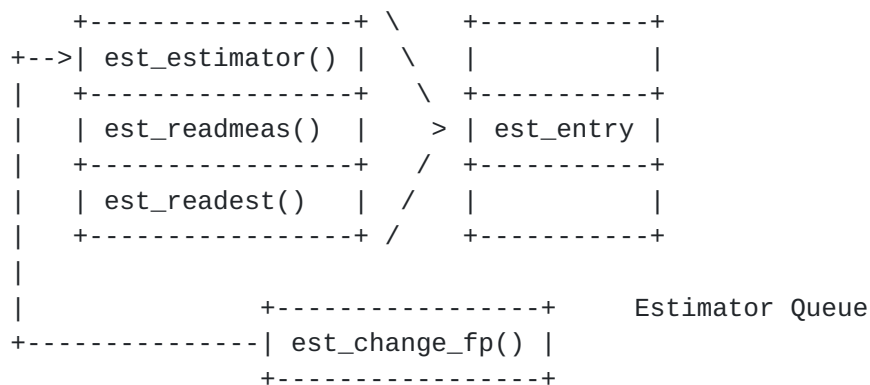 est_estimator()
est_readmeas() est_entry
est_readest()
Estimator Queue
est_change_fp()